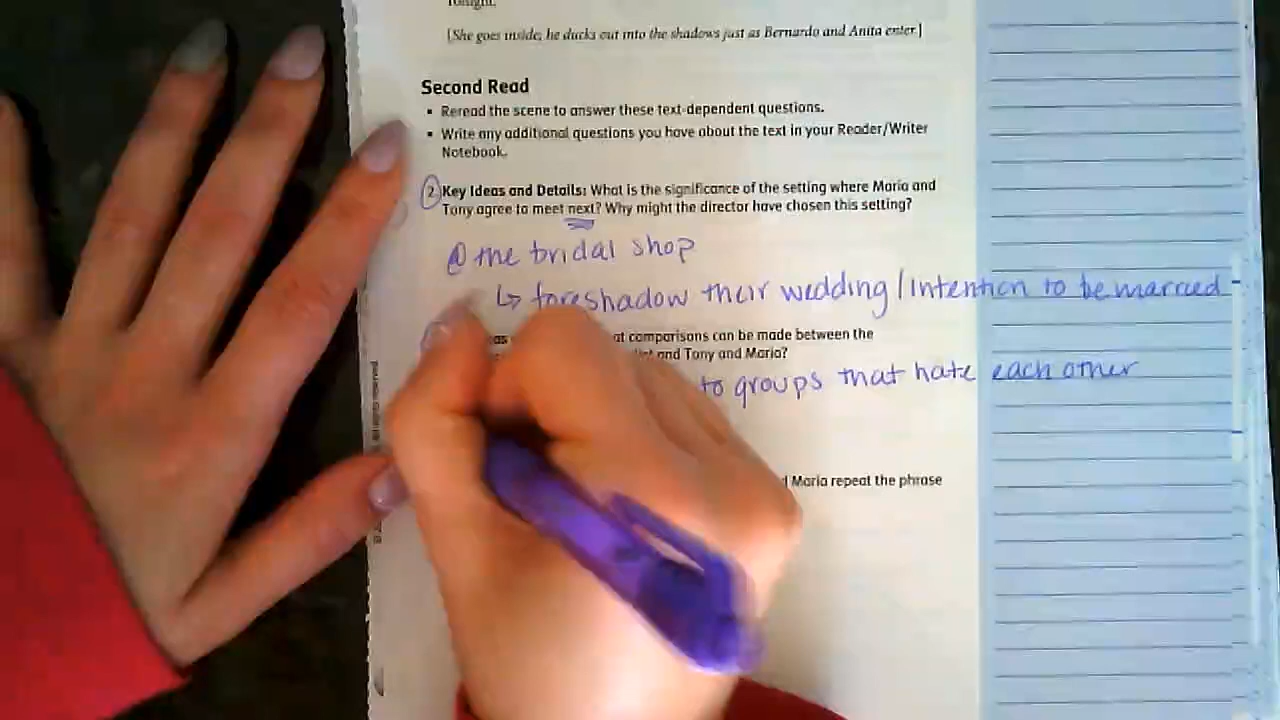 Tonight.
[She goes inside; he ducks out into the shadows just as Bernardo and Anita enter.]
Second Read
▪ Reread the scene to answer these text-dependent questions.
▪ Write any additional questions you have about the text in your Reader/Writer
Notebook.
2 Key Ideas and Details: What is the significance of the setting where Maria and
Tony agree to meet next? Why might the director have chosen this setting?
@ the bridal shop
↳ foreshadow their wedding/intention to be married
comparisons can be made between the
and Tony and Maria?
to groups that hate each other
Maria repeat the phrase